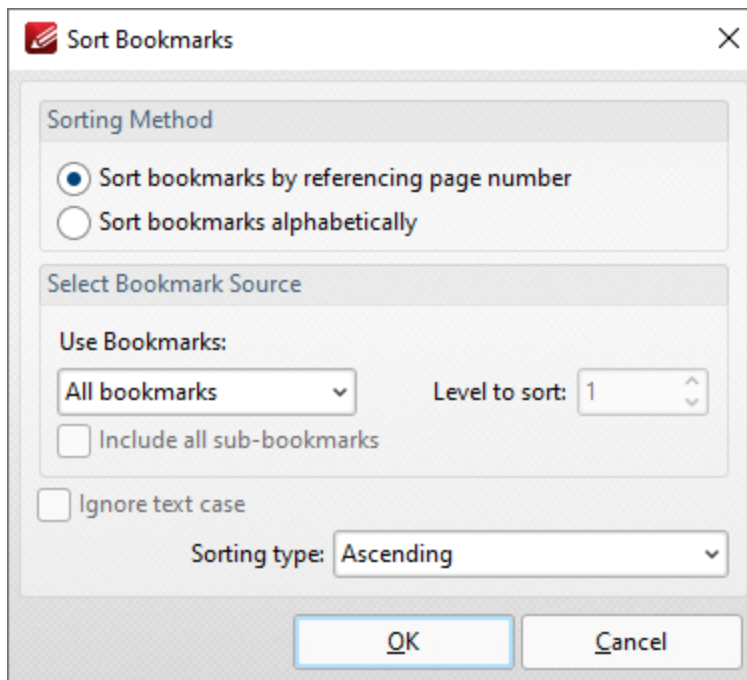 Sort Bookmarks
Sorting Method
Sort bookmarks by referencing page number
Sort bookmarks alphabetically
Select Bookmark Source
Use Bookmarks:
All bookmarks Level to sort: 1
Include all sub-bookmarks
Ignore text case
Sorting type: Ascending
OK Cancel